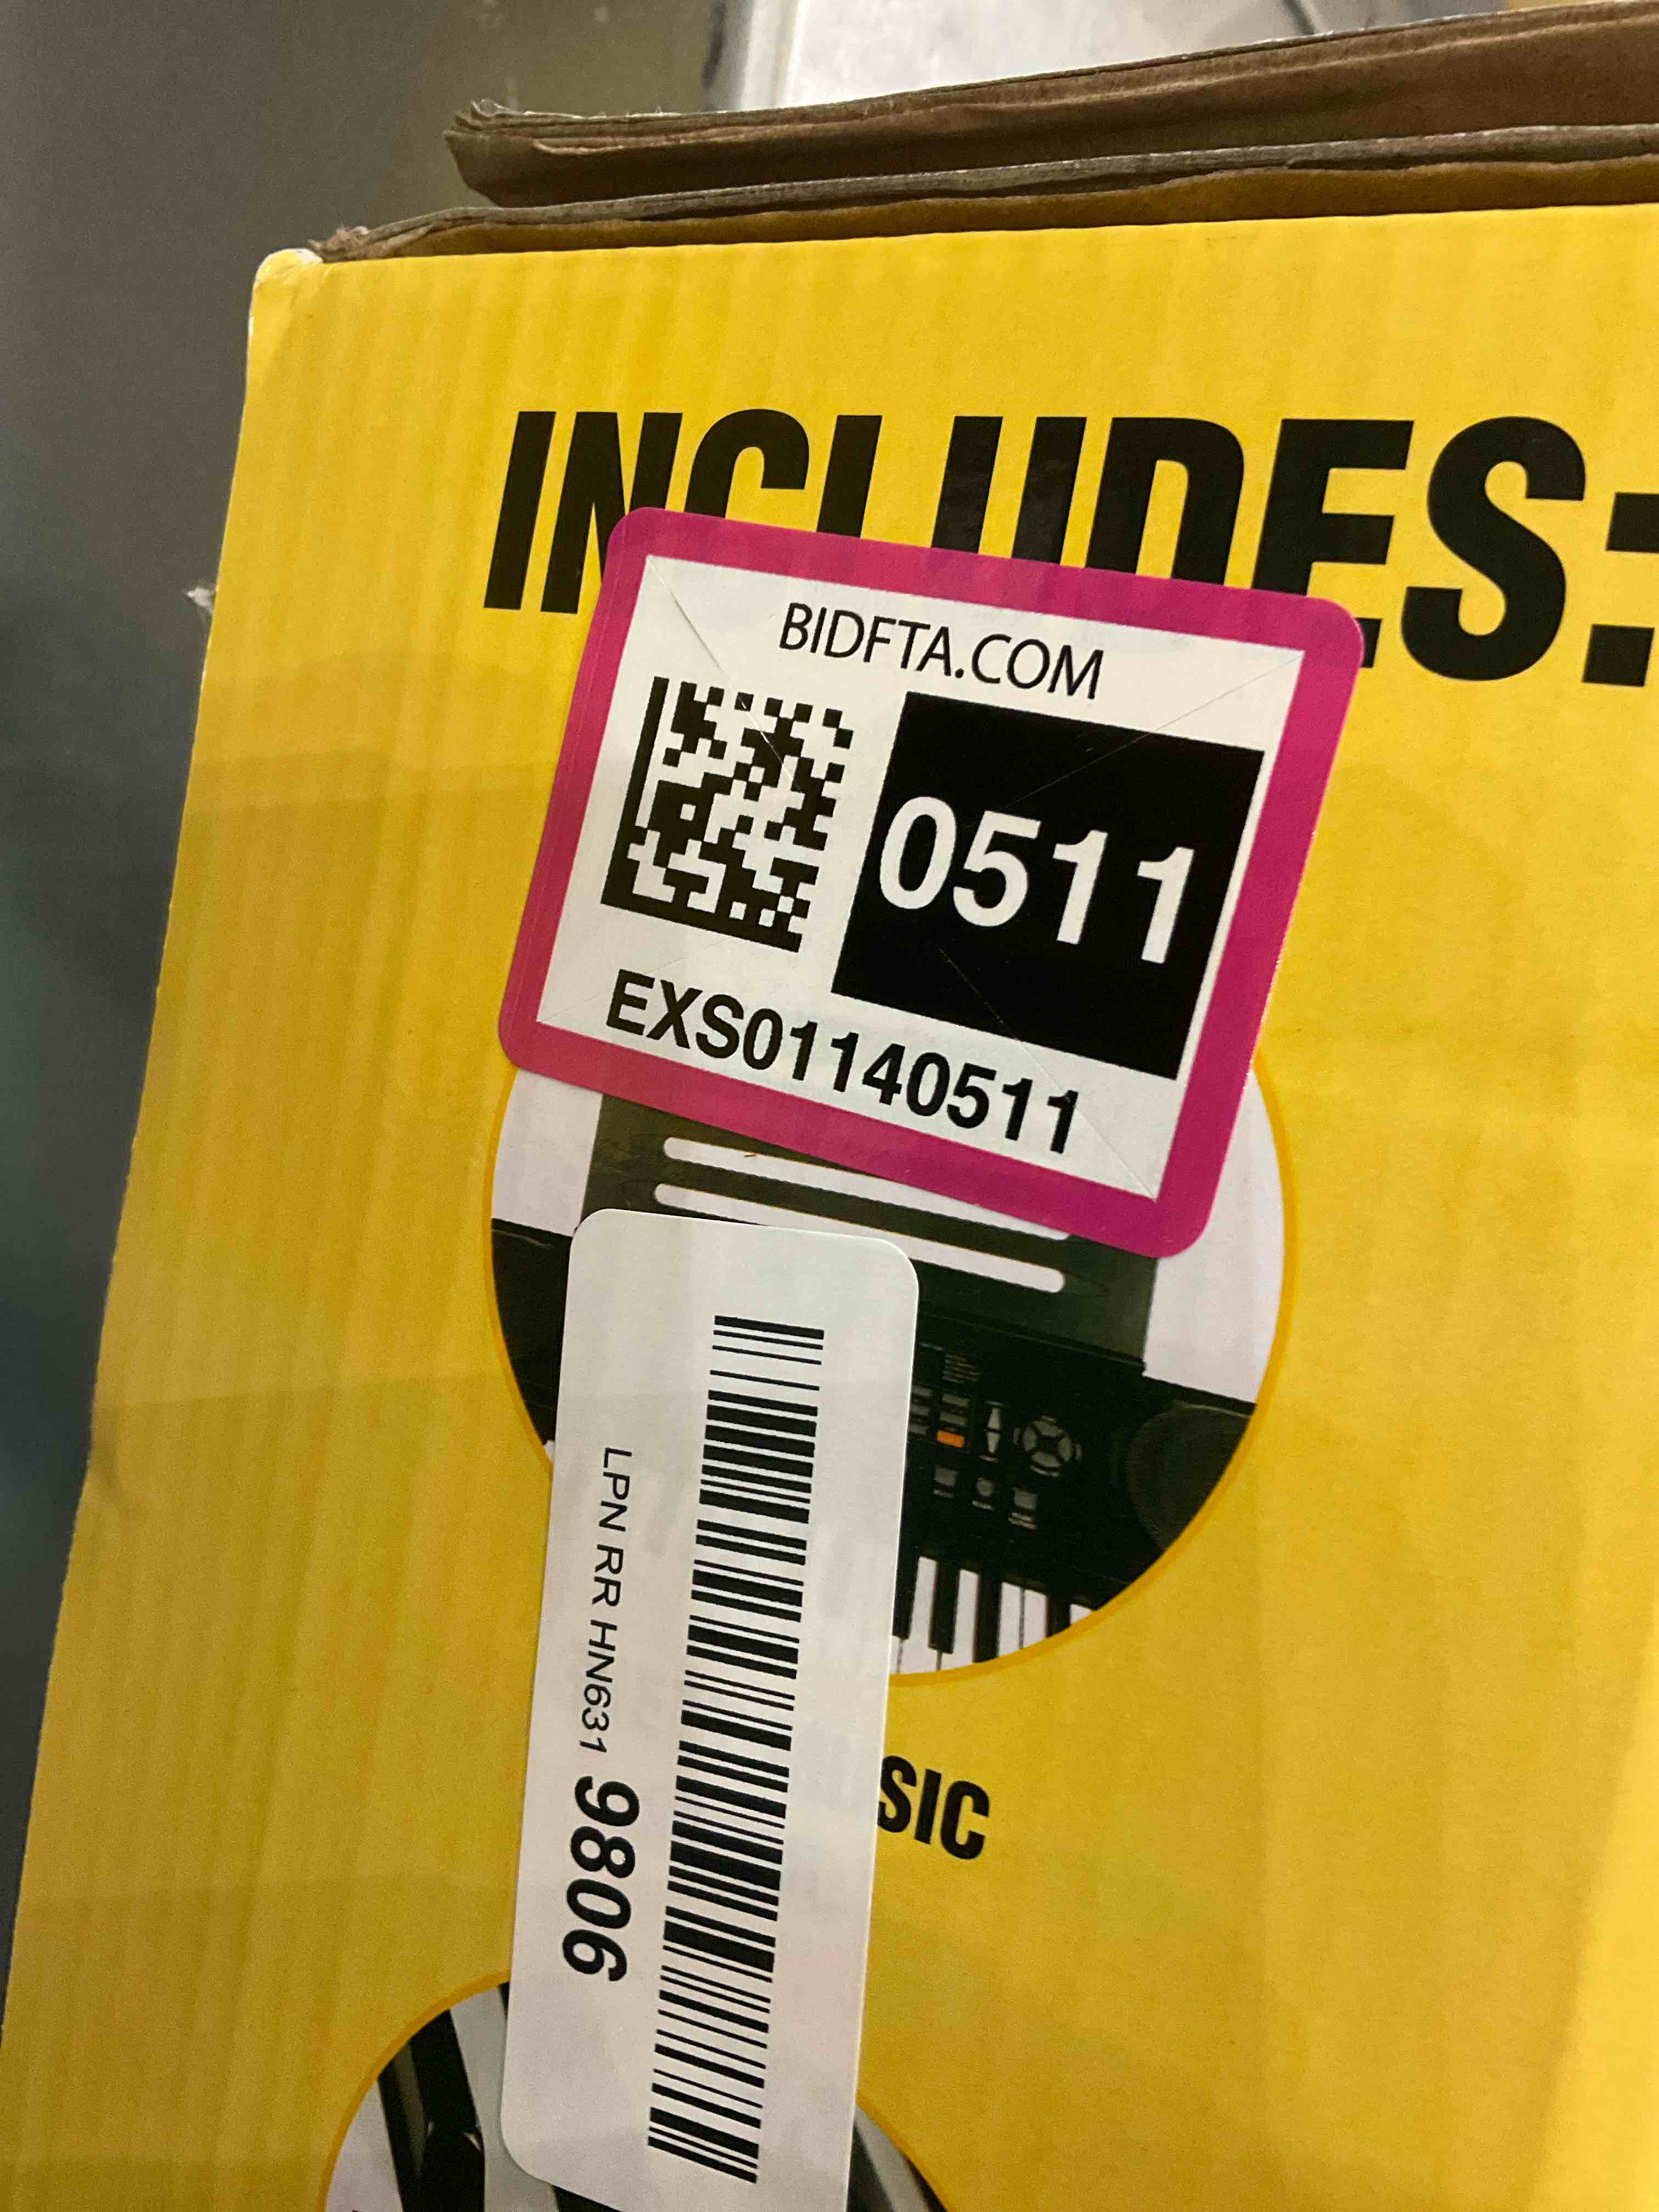 INCLUDES:
BIDFTA.COM
0511
EXS01140511
LPN RR HN631 9806
SIC